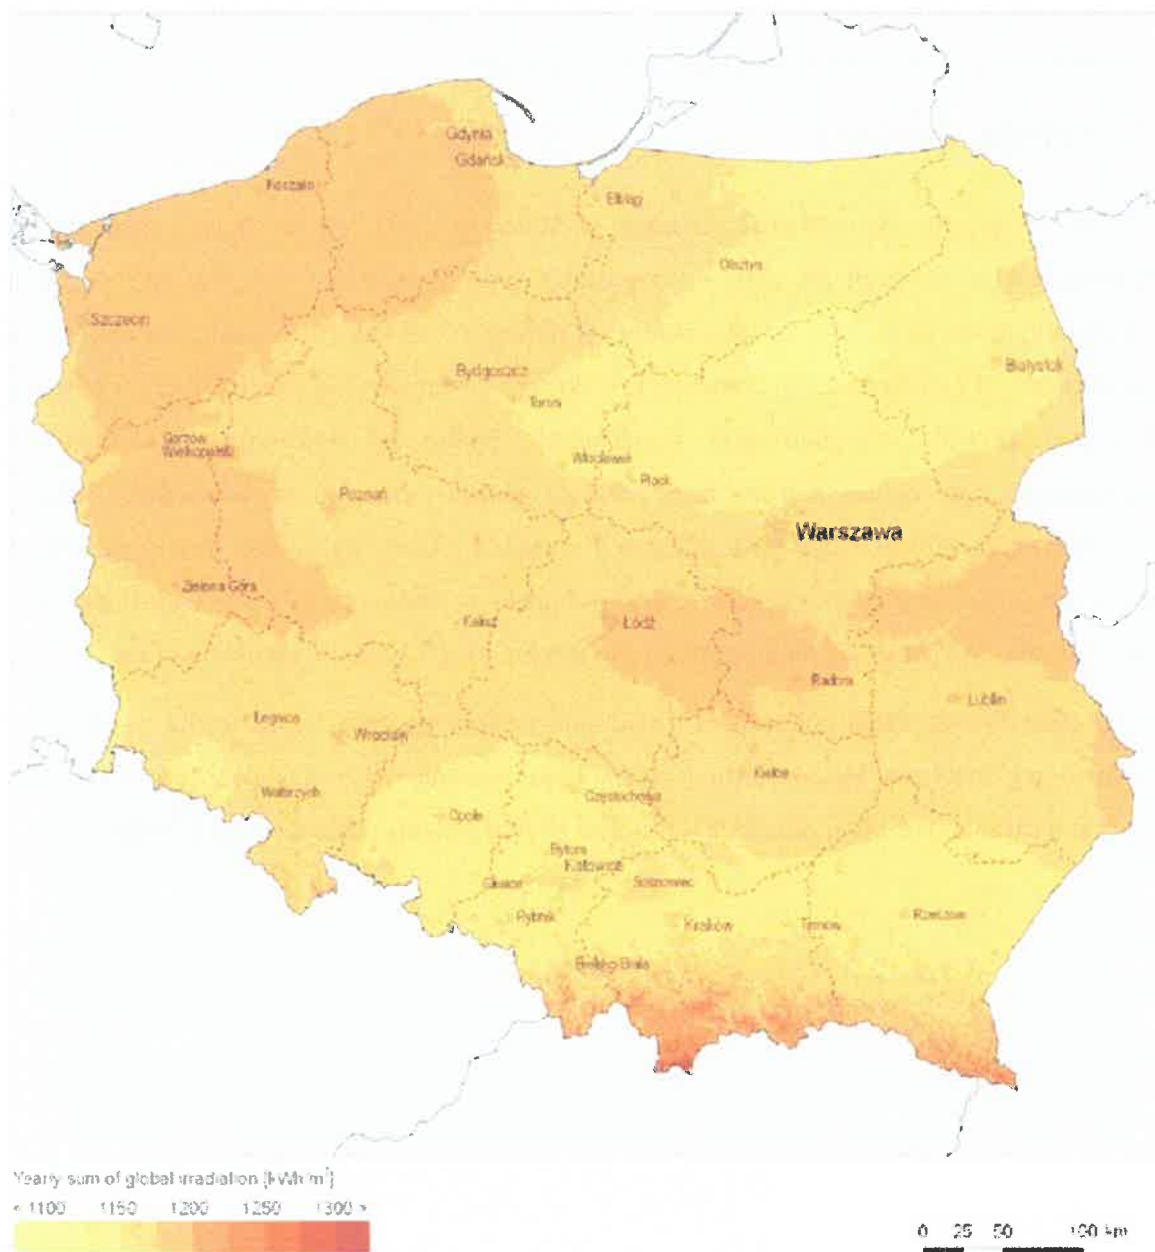 Gdynia
Gdańsk
Koszalin
Elbląg
Olsztyn
Szczecin
Białystok
Bydgoszcz
Toruń
Gorzów
Wielkopolski
Włocławek
Płock
Poznań
Warszawa
Zielona Góra
Kalisz
Łódź
Radom
Lublin
Legnica
Wrocław
Kielce
Wałbrzych
Częstochowa
Opole
Bytom
Katowice
Gliwice
Sosnowiec
Rybnik
Kraków
Tarnów
Rzeszów
Bielsko-Biała
Yearly sum of global irradiation [kWh/m²]
< 1100 1150 1200 1250 1300 >
0 25 50 100 km